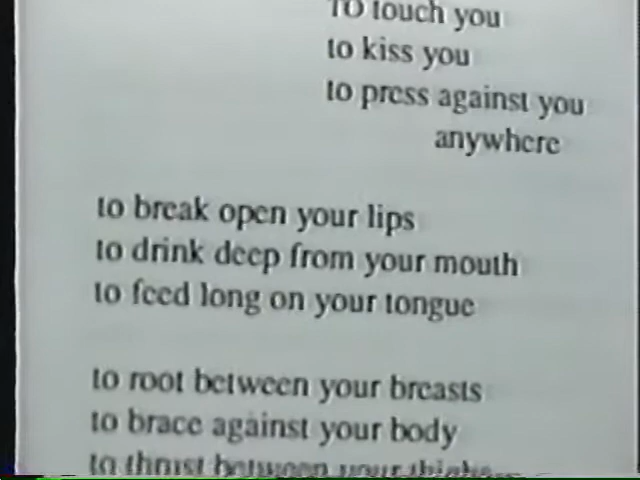 To touch you
to kiss you
to press against you
anywhere
to break open your lips
to drink deep from your mouth
to feed long on your tongue
to root between your breasts
to brace against your body
to thrust between your thighs